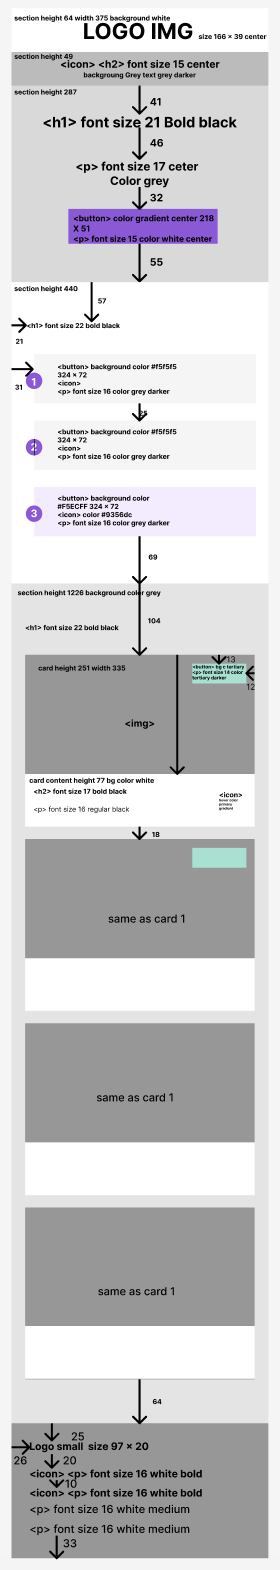 section height 64 width 375 background white
LOGO IMG size 166 × 39 center
section height 49
<icon> <h2> font size 15 center
backgroung Grey text grey darker
section height 287
41
<h1> font size 21 Bold black
46
<p> font size 17 ceter
Color grey
32
<button> color gradient center 218
X 51
<p> font size 15 color white center
55
section height 440
57
<h1> font size 22 bold black
21
<button> background color #f5f5f5
324 × 72
<icon>
<p> font size 16 color grey darker
31
1
25
<button> background color #f5f5f5
324 × 72
<icon>
<p> font size 16 color grey darker
2
<button> background color
#F5ECFF 324 × 72
<icon> color #9356dc
<p> font size 16 color grey darker
3
69
section height 1226 background color grey
104
<h1> font size 22 bold black
13
card height 251 width 335
<button> bg c tertiary
<p> font size 14 color
tertiary darker
12
<img>
card content height 77 bg color white
<h2> font size 17 bold black
<icon>
hover color
primary
gradient
<p> font size 16 regular black
18
same as card 1
same as card 1
same as card 1
64
25
Logo small size 97 × 20
26
20
<icon> <p> font size 16 white bold
10
<icon> <p> font size 16 white bold
<p> font size 16 white medium
<p> font size 16 white medium
33